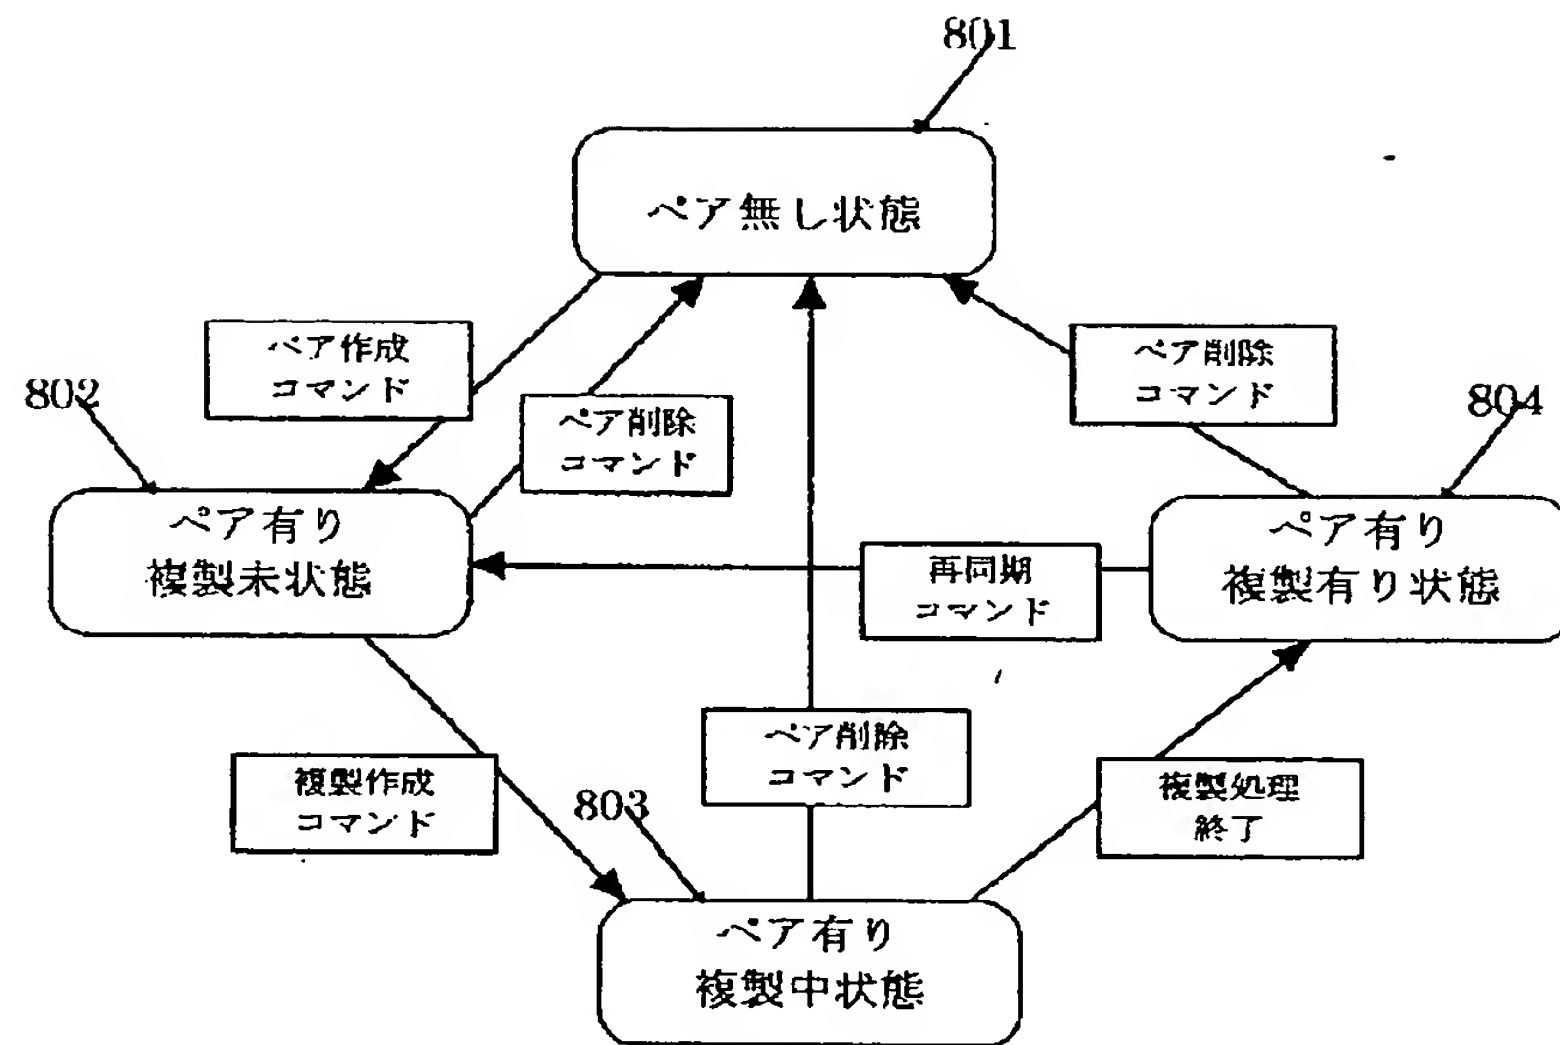 801
ペア無し状態
ペア作成
コマンド
ペア削除
コマンド
802
ペア削除
コマンド
804
ペア有り
複製未状態
再同期
コマンド
ペア有り
複製有り状態
ペア削除
コマンド
複製作成
コマンド
803
複製処理
終了
ペア有り
複製中状態